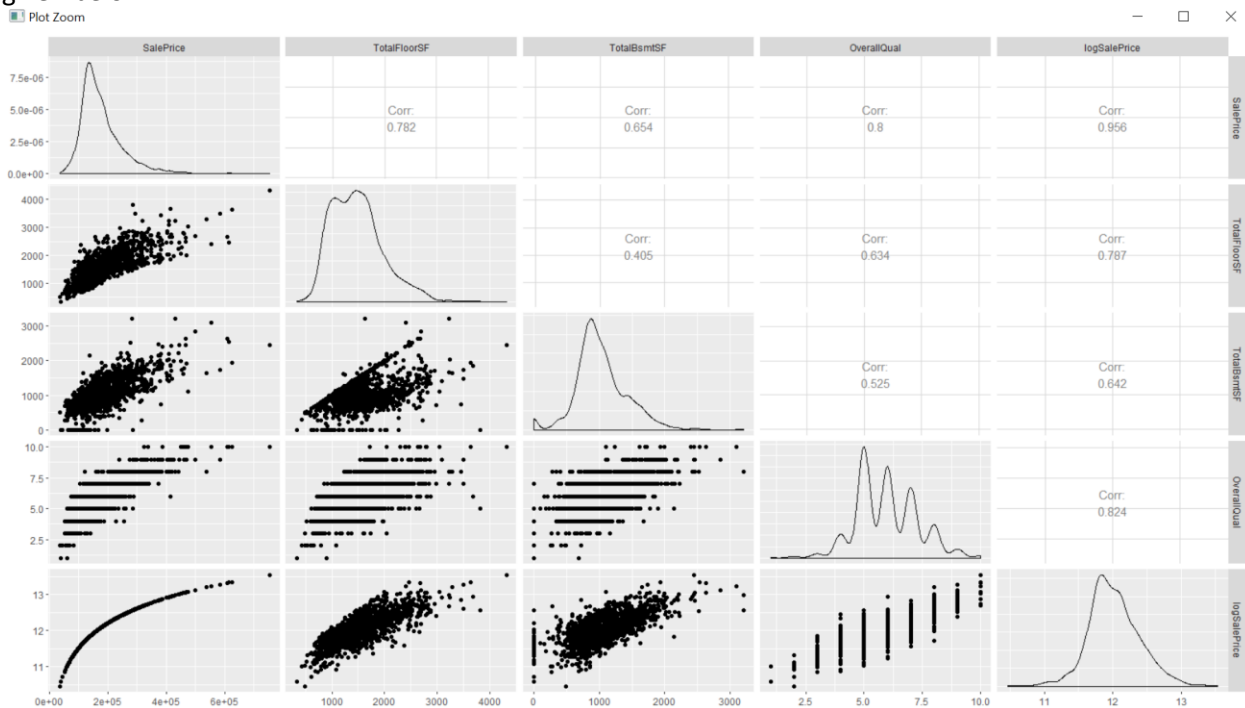 Plot Zoom
SalePrice TotalFloorSF TotalBsmtSF OverallQual logSalePrice
7.5e-06
5.0e-06
2.5e-06
0.0e+00
Corr:
0.782
Corr:
0.654
Corr:
0.8
Corr:
0.956
SalePrice
4000
3000
2000
1000
Corr:
0.405
Corr:
0.634
Corr:
0.787
TotalFloorSF
3000
2000
1000
0
Corr:
0.525
Corr:
0.642
TotalBsmtSF
10.0
7.5
5.0
2.5
Corr:
0.824
OverallQual
13
12
11
logSalePrice
0e+00 2e+05 4e+05 6e+05 1000 2000 3000 4000 0 1000 2000 3000 2.5 5.0 7.5 10.0 11 12 13